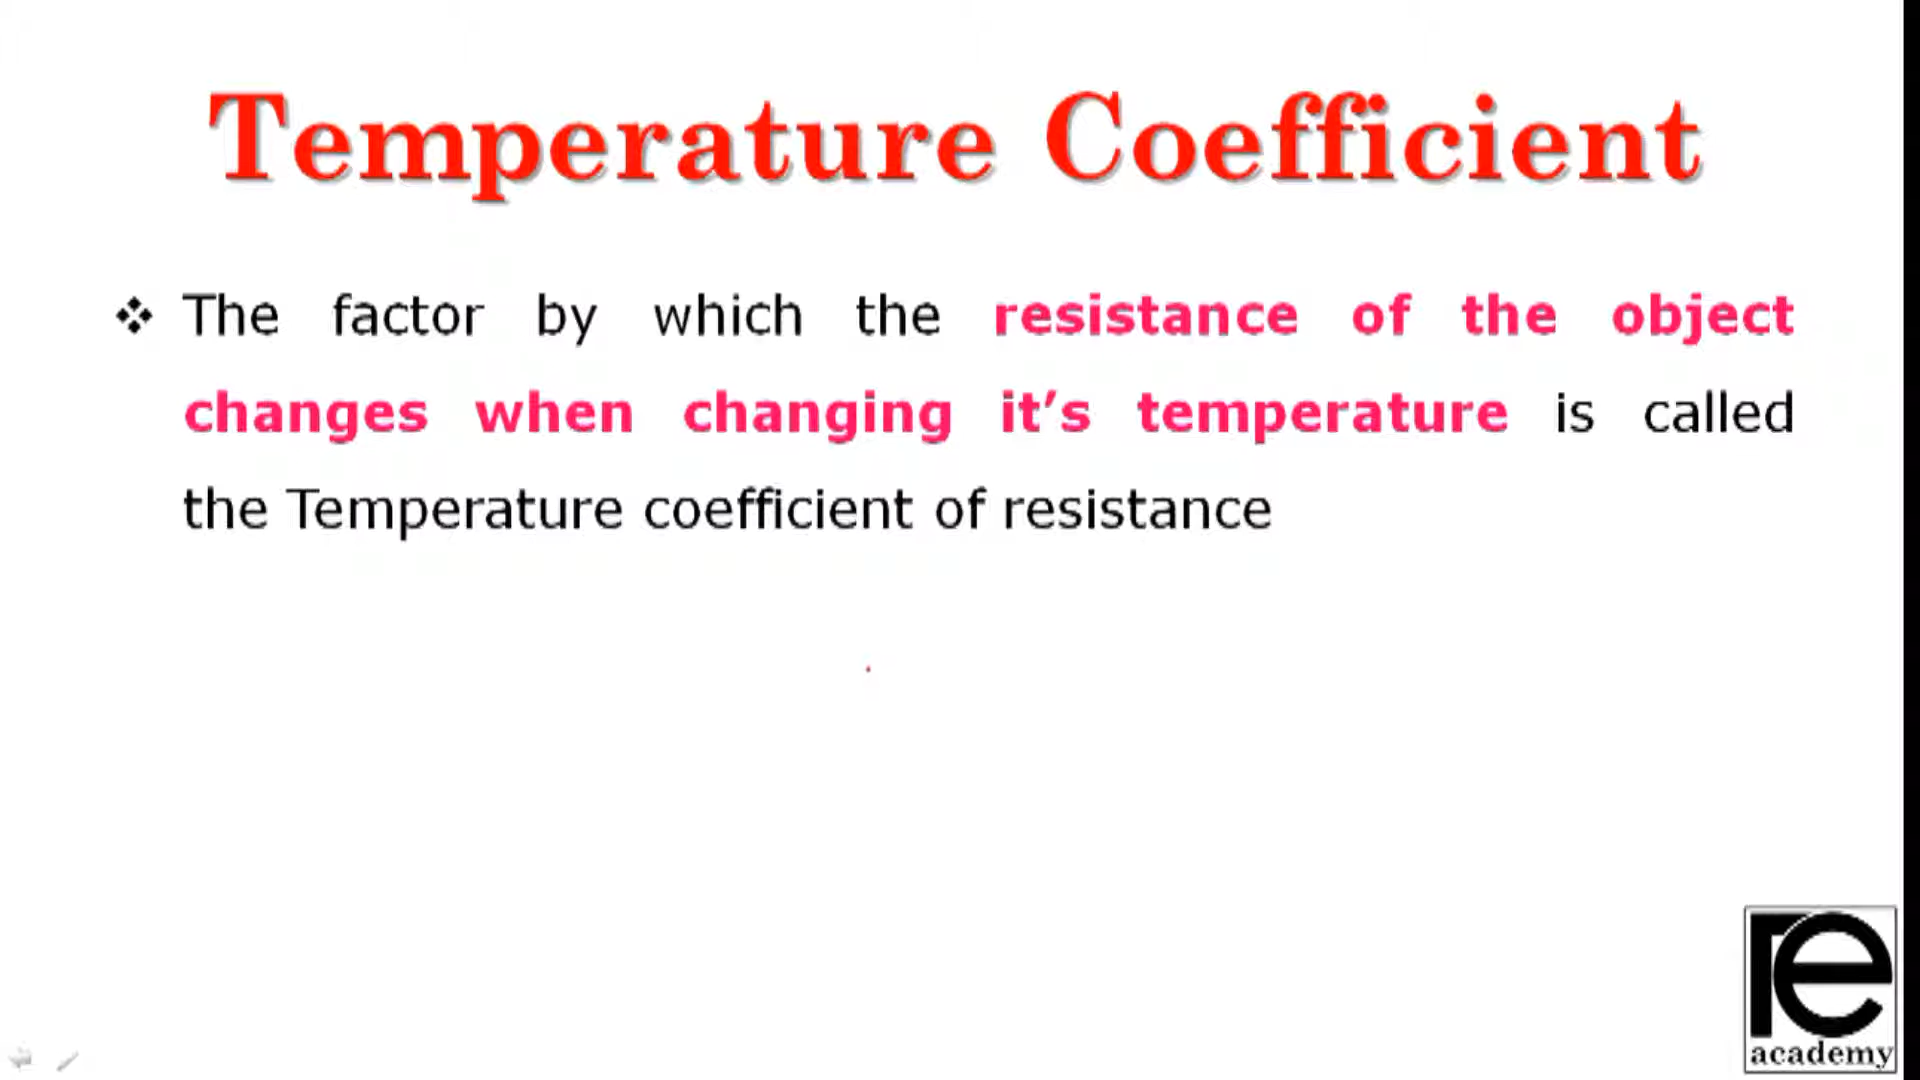 Temperature Coefficient
❖ The factor by which the resistance of the object
changes when changing it’s temperature is called
the Temperature coefficient of resistance
re
academy